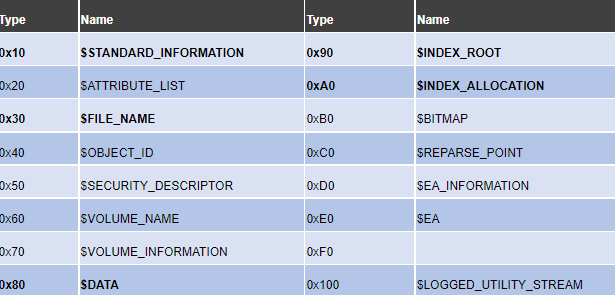 Type Name Type Name
0x10 $STANDARD_INFORMATION 0x90 $INDEX_ROOT
0x20 $ATTRIBUTE_LIST 0xA0 $INDEX_ALLOCATION
0x30 $FILE_NAME 0xB0 $BITMAP
0x40 $OBJECT_ID 0xC0 $REPARSE_POINT
0x50 $SECURITY_DESCRIPTOR 0xD0 $EA_INFORMATION
0x60 $VOLUME_NAME 0xE0 $EA
0x70 $VOLUME_INFORMATION 0xF0
0x80 $DATA 0x100 $LOGGED_UTILITY_STREAM